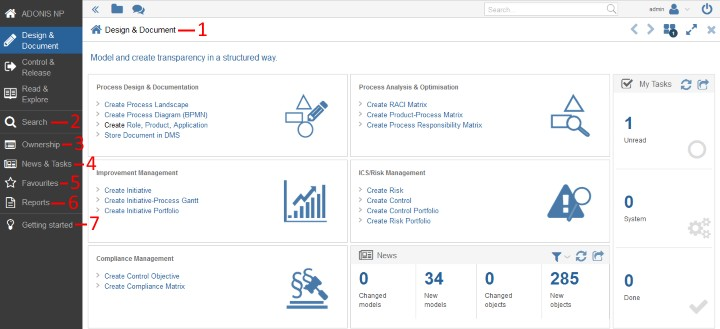 ADONIS NP
Search...
admin
Design & Document
1
Design &
Document
1
Control &
Release
Read &
Explore
Search
2
Ownership
3
News & Tasks
4
Favourites
5
Reports
6
Getting started
7
Model and create transparency in a structured way.
Process Design & Documentation
Create Process Landscape
Create Process Diagram (BPMN)
Create Role, Product, Application
Store Document in DMS
Process Analysis & Optimisation
Create RACI Matrix
Create Product-Process Matrix
Create Process Responsibility Matrix
Improvement Management
Create Initiative
Create Initiative-Process Gantt
Create Initiative Portfolio
ICS/Risk Management
Create Risk
Create Control
Create Control Portfolio
Create Risk Portfolio
Compliance Management
Create Control Objective
Create Compliance Matrix
§§
News
0
Changed
models
34
New
models
0
Changed
objects
285
New
objects
My Tasks
1
Unread
0
System
0
Done